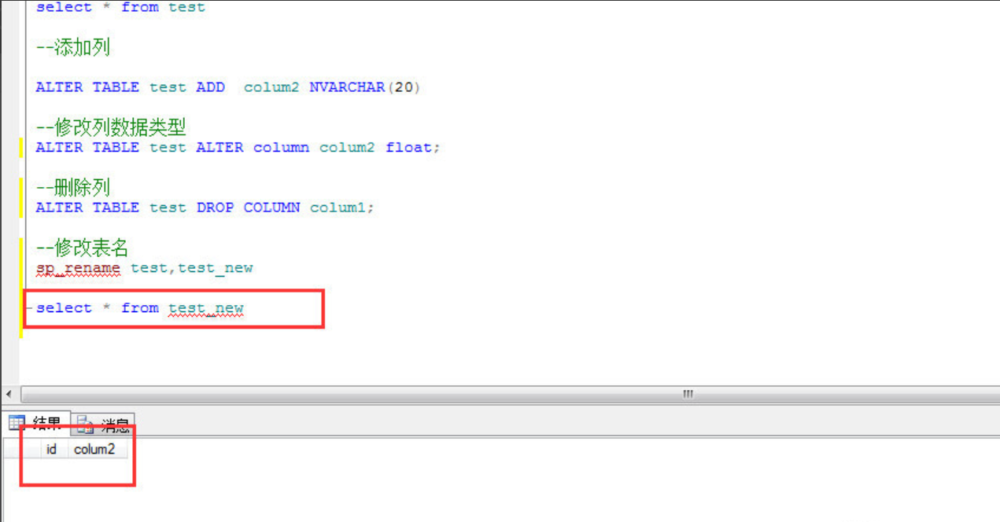 select * from test
--添加列
ALTER TABLE test ADD  colum2 NVARCHAR(20)
--修改列数据类型
ALTER TABLE test ALTER column colum2 float;
--删除列
ALTER TABLE test DROP COLUMN colum1;
--修改表名
sp_rename test,test_new
select * from test_new
结果 消息
id colum2